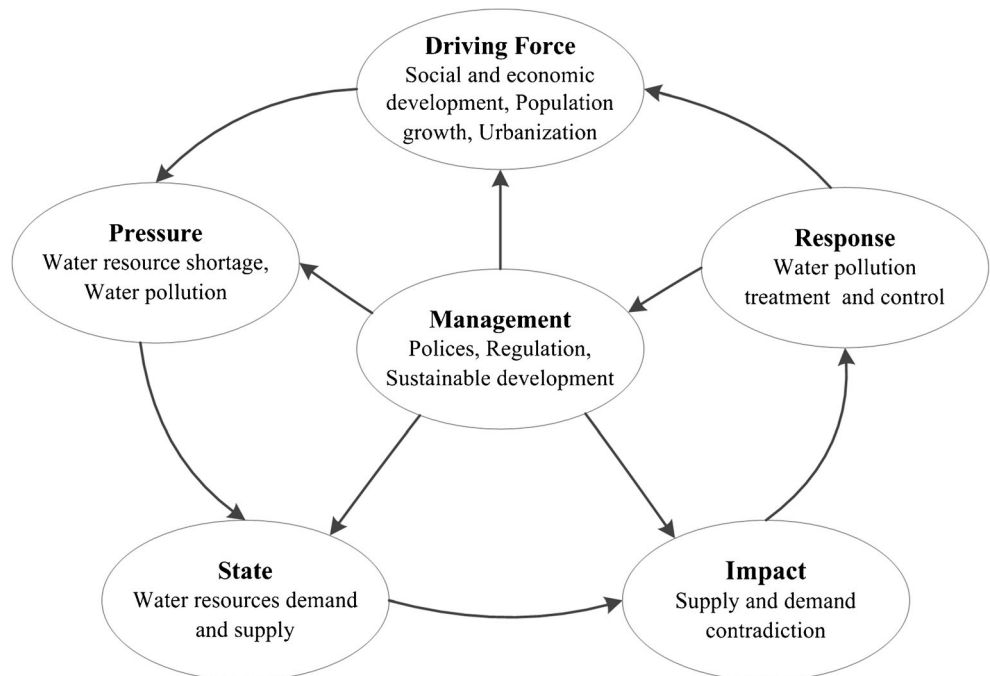 Driving Force
Social and economic
development, Population
growth, Urbanization
Pressure
Water resource shortage,
Water pollution
Response
Water pollution
treatment and control
Management
Polices, Regulation,
Sustainable development
State
Water resources demand
and supply
Impact
Supply and demand
contradiction